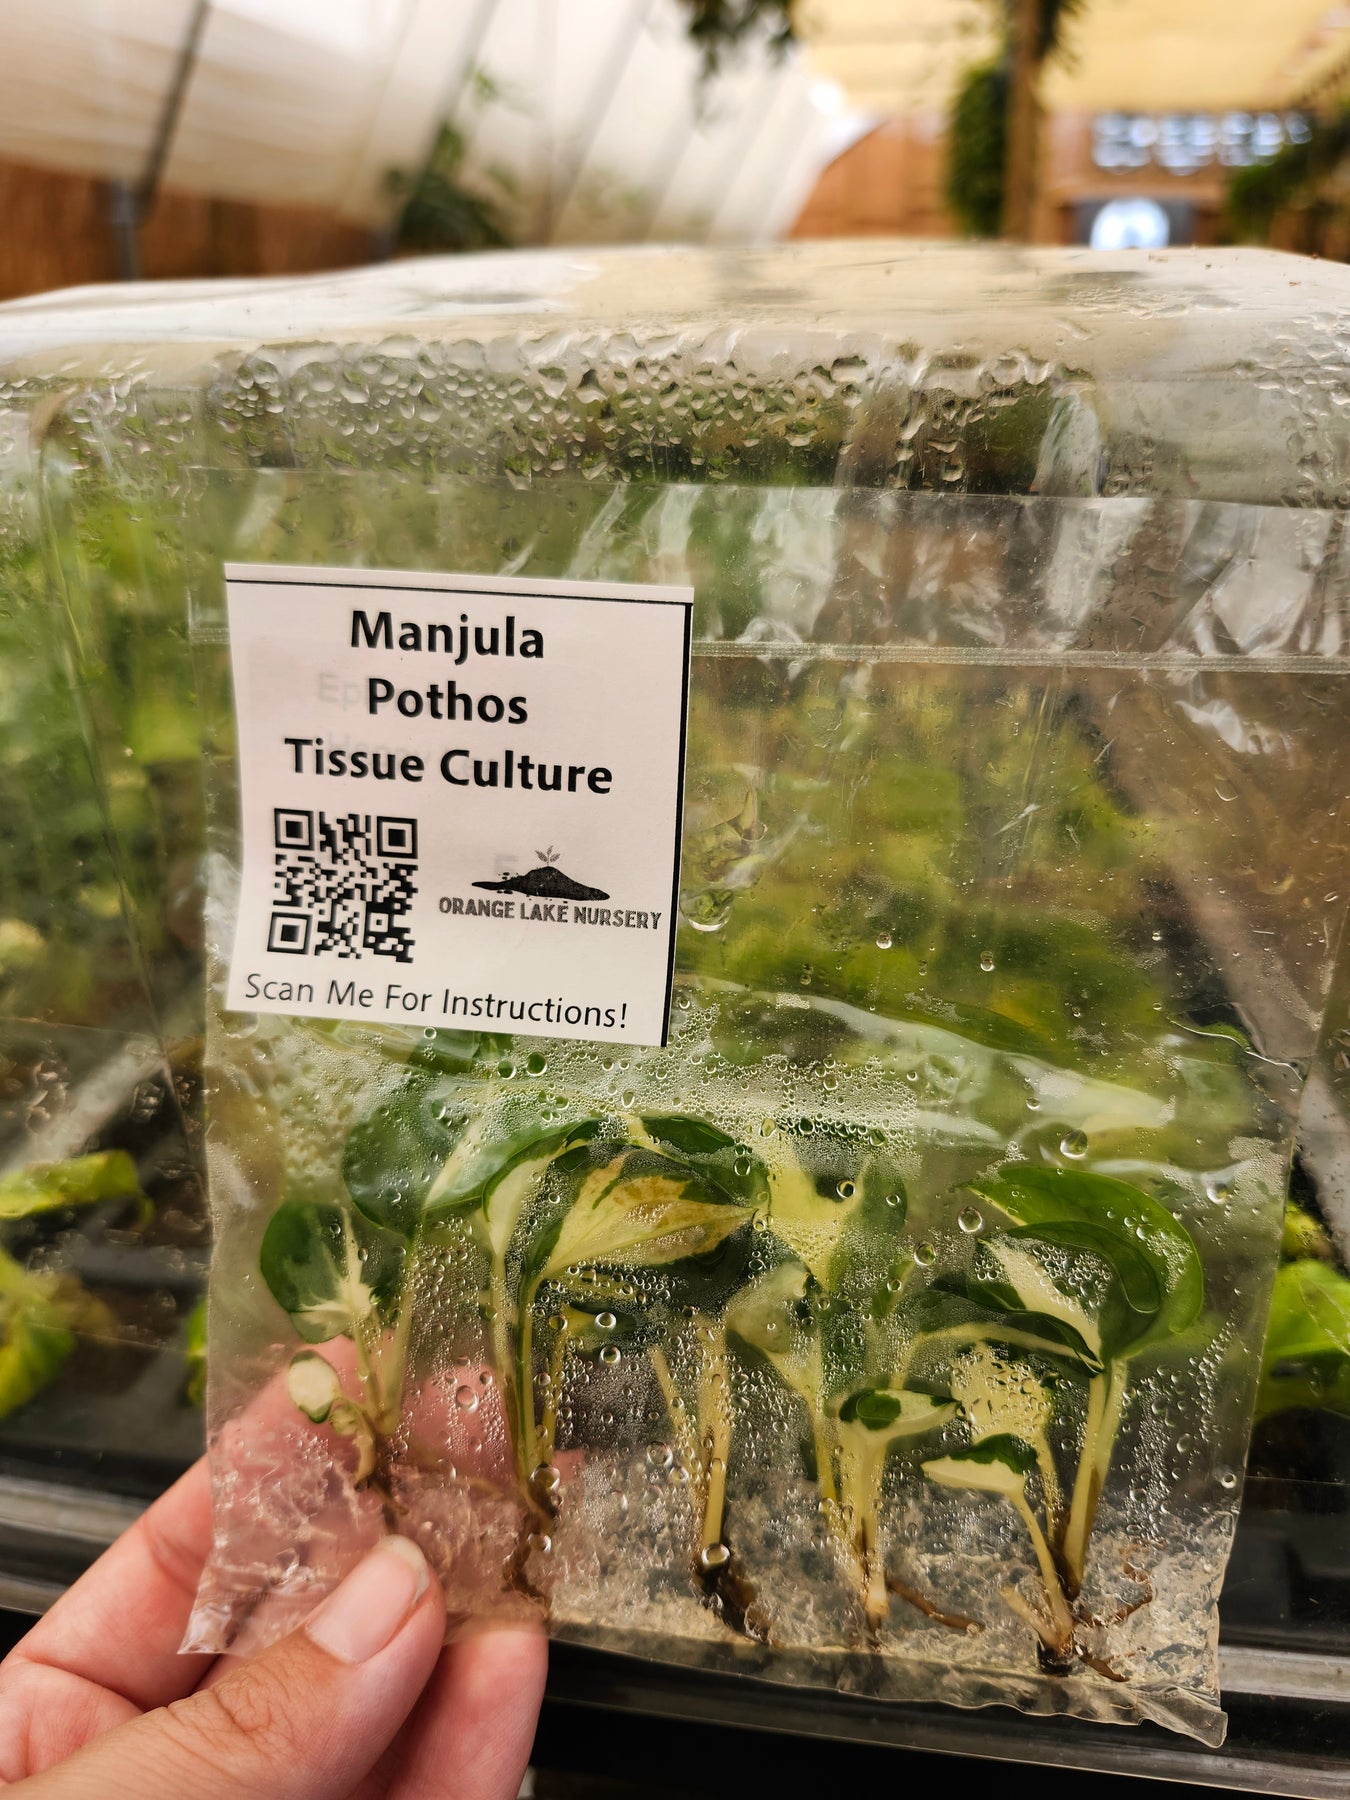 Manjula
Pothos
Tissue Culture
ORANGE LAKE NURSERY
Scan Me For Instructions!